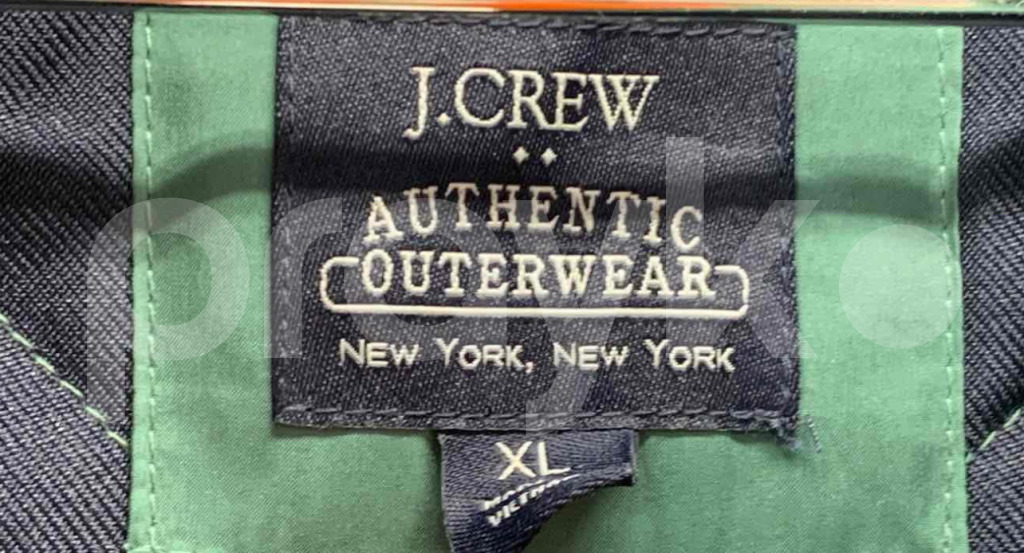 J.CREW
AUTHENTIC
OUTERWEAR
NEW YORK, NEW YORK
XL